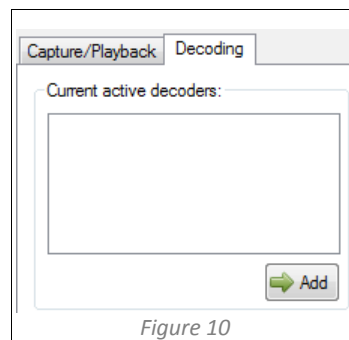 Capture/Playback Decoding
Current active decoders:
Add
Figure 10